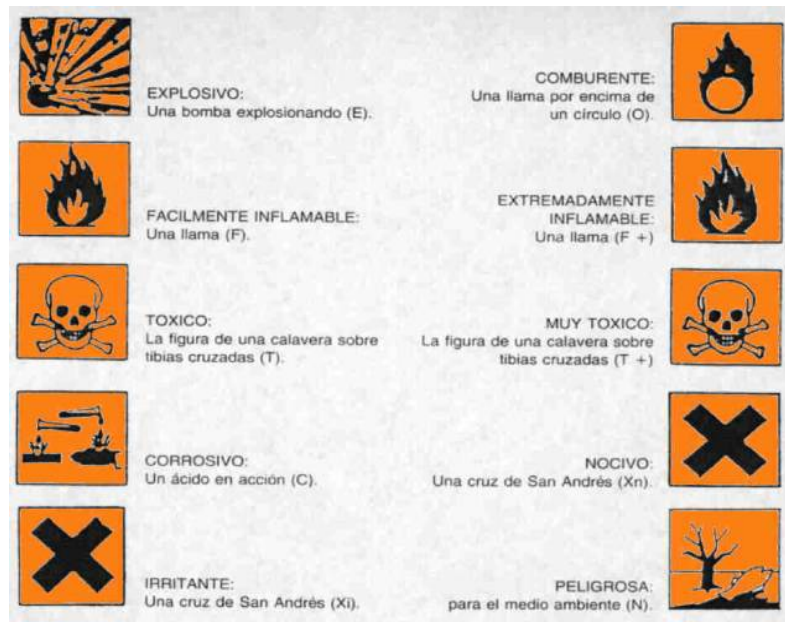 EXPLOSIVO:
Una bomba explosionando (E).
COMBURENTE:
Una llama por encima de
un círculo (O).
FACILMENTE INFLAMABLE:
Una llama (F).
EXTREMADAMENTE
INFLAMABLE:
Una llama (F +)
TOXICO:
La figura de una calavera sobre
tibias cruzadas (T).
MUY TOXICO:
La figura de una calavera sobre
tibias cruzadas (T +)
CORROSIVO:
Un ácido en acción (C).
NOCIVO:
Una cruz de San Andrés (Xn).
IRRITANTE:
Una cruz de San Andrés (Xi).
PELIGROSA:
para el medio ambiente (N).